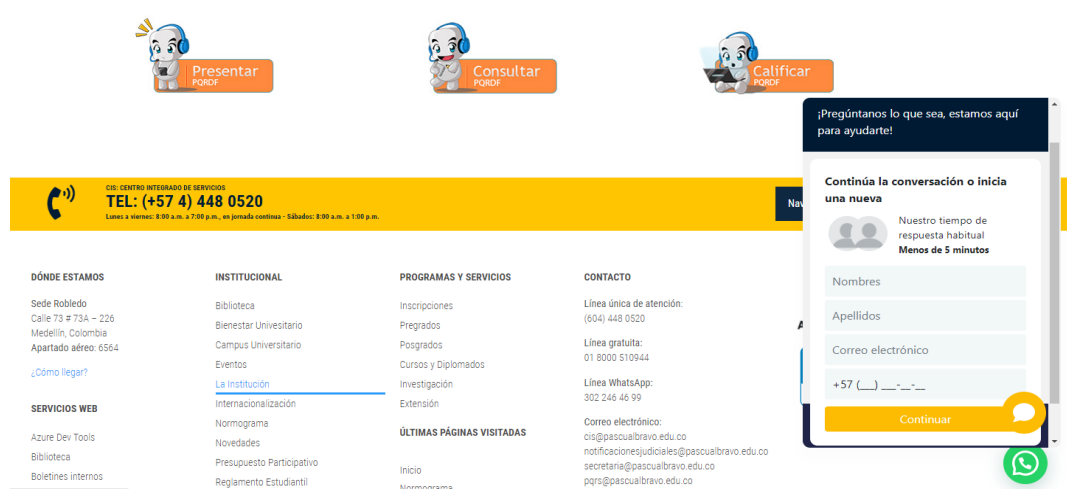 Presentar
PQRDF
Consultar
PQRDF
Calificar
PQRDF
CIS: CENTRO INTEGRADO DE SERVICIOS
TEL: (+57 4) 448 0520
Lunes a viernes: 8:00 a.m. a 7:00 p.m., en jornada continua - Sábados: 8:00 a.m. a 1:00 p.m.
DÓNDE ESTAMOS
Sede Robledo
Calle 73 # 73A – 226
Medellín, Colombia
Apartado aéreo: 6564
¿Cómo llegar?
SERVICIOS WEB
Azure Dev Tools
Biblioteca
Boletines internos
INSTITUCIONAL
Biblioteca
Bienestar Univesitario
Campus Universitario
Eventos
La Institución
Internacionalización
Normograma
Novedades
Presupuesto Participativo
Reglamento Estudiantil
PROGRAMAS Y SERVICIOS
Inscripciones
Pregrados
Posgrados
Cursos y Diplomados
Investigación
Extensión
ÚLTIMAS PÁGINAS VISITADAS
Inicio
Normograma
CONTACTO
Línea única de atención:
(604) 448 0520
Línea gratuita:
01 8000 510944
Línea WhatsApp:
302 246 46 99
Correo electrónico:
cis@pascualbravo.edu.co
notificacionesjudiciales@pascualbravo.edu.co
secretaria@pascualbravo.edu.co
pqrs@pascualbravo.edu.co
¡Pregúntanos lo que sea, estamos aquí
para ayudarte!
Continúa la conversación o inicia
una nueva
Nuestro tiempo de
respuesta habitual
Menos de 5 minutos
Nombres
Apellidos
Correo electrónico
+57 (__) ___-_-__
Continuar